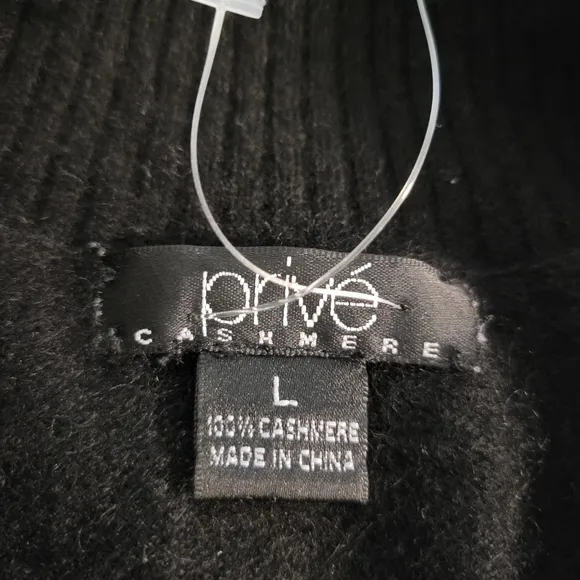 privé
CASHMERE
L
100% CASHMERE
MADE IN CHINA